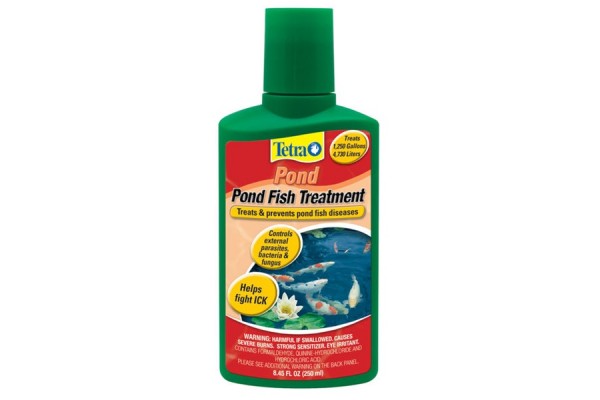 Tetra
Treats
1,250 Gallons
4,730 Liters
Pond
Pond Fish Treatment
Treats & prevents pond fish diseases
Controls
external
parasites,
bacteria &
fungus
Helps
fight ICK
WARNING: HARMFUL IF SWALLOWED. CAUSES
SEVERE BURNS. STRONG SENSITIZER. EYE IRRITANT.
CONTAINS FORMALDEHYDE, QUININE-HYDROCHLORIDE AND
HYDROCHLORIC ACID.
PLEASE SEE ADDITIONAL WARNING ON THE BACK PANEL.
8.45 FL OZ (250 ml)